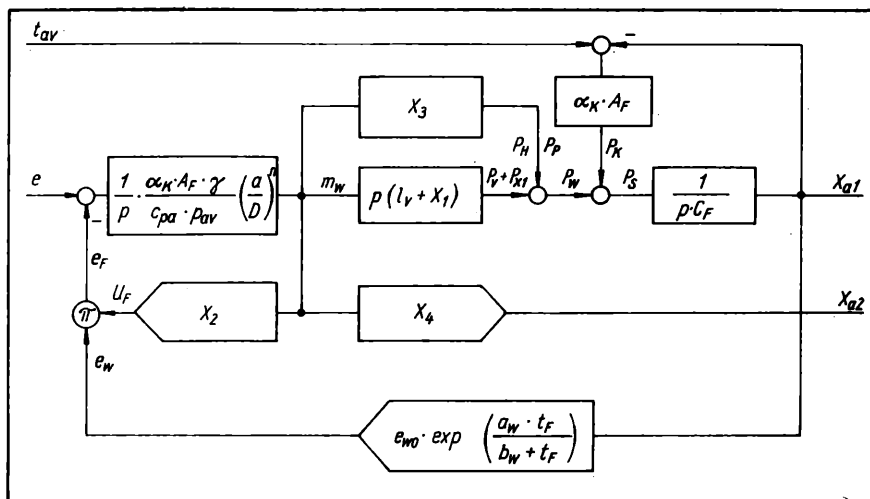 t_av
−
X_3
α_K · A_F
P_H P_P P_K
e
1/p · (α_K · A_F · γ)/(c_pa · p_av) (a/D)^n
m_w
p (l_v + X_1)
P_v + P_X1
P_W
P_S
1/(p · C_F)
X_a1
−
e_F
U_F
π
X_2
X_4
X_a2
e_w
e_w0 · exp ((a_w · t_F)/(b_w + t_F))